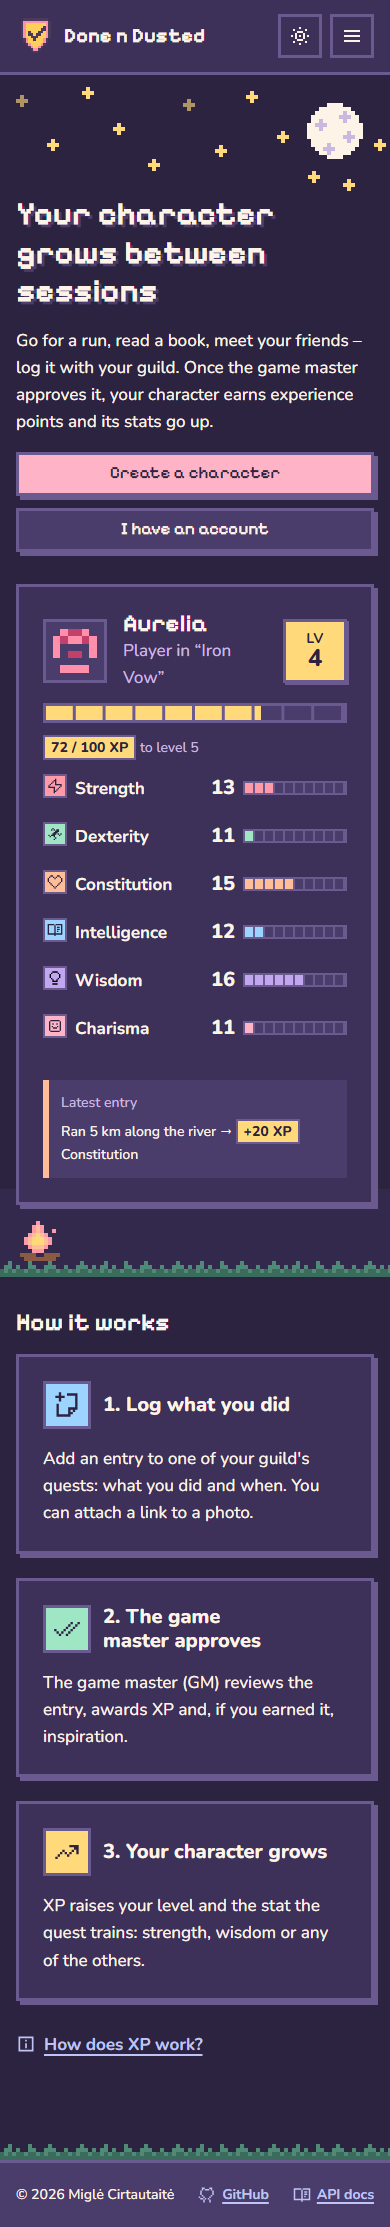 Done n Dusted
Your character
grows between
sessions
Go for a run, read a book, meet your friends –
log it with your guild. Once the game master
approves it, your character earns experience
points and its stats go up.
Create a character
I have an account
Aurelia
Player in “Iron
Vow”
LV
4
72 / 100 XP to level 5
Strength 13
Dexterity 11
Constitution 15
Intelligence 12
Wisdom 16
Charisma 11
Latest entry
Ran 5 km along the river → +20 XP
Constitution
How it works
1. Log what you did
Add an entry to one of your guild's
quests: what you did and when. You
can attach a link to a photo.
2. The game
master approves
The game master (GM) reviews the
entry, awards XP and, if you earned it,
inspiration.
3. Your character grows
XP raises your level and the stat the
quest trains: strength, wisdom or any
of the others.
How does XP work?
© 2026 Miglė Cirtautaitė GitHub API docs